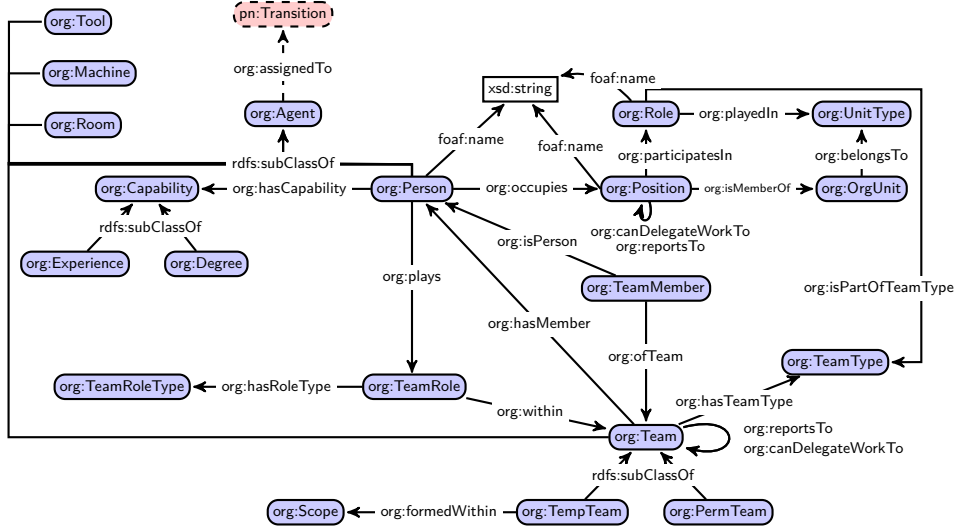 org:Tool
pn:Transition
org:assignedTo
org:Machine
xsd:string
foaf:name
org:Agent
org:Role
org:playedIn
org:UnitType
org:Room
foaf:name
foaf:name
org:participatesIn
org:belongsTo
rdfs:subClassOf
org:Capability
org:hasCapability
org:Person
org:occupies
org:Position
org:isMemberOf
org:OrgUnit
rdfs:subClassOf
org:canDelegateWorkTo
org:reportsTo
org:isPerson
org:Experience
org:Degree
org:plays
org:TeamMember
org:isPartOfTeamType
org:hasMember
org:ofTeam
org:TeamType
org:TeamRoleType
org:hasRoleType
org:TeamRole
org:hasTeamType
org:within
org:Team
org:reportsTo
org:canDelegateWorkTo
rdfs:subClassOf
org:Scope
org:formedWithin
org:TempTeam
org:PermTeam